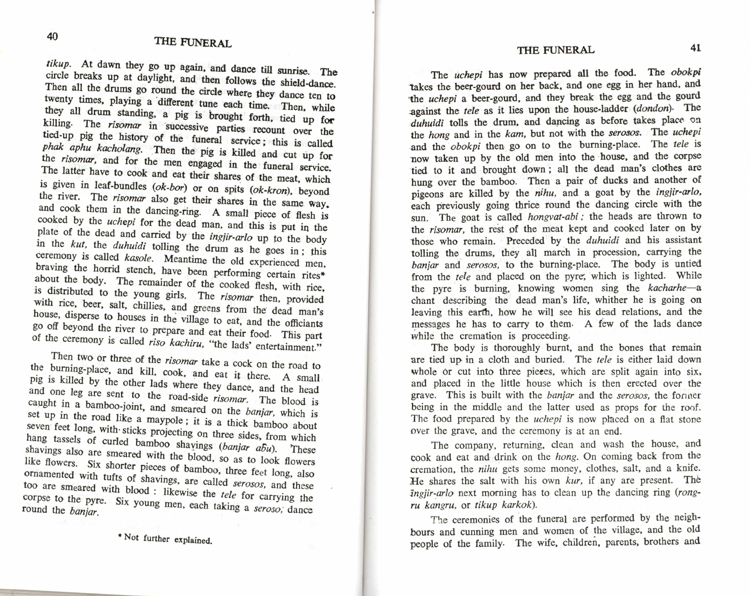 40
THE FUNERAL
tikup. At dawn they go up again, and dance till sunrise. The
circle breaks up at daylight, and then follows the shield-dance.
Then all the drums go round the circle where they dance ten to
twenty times, playing a different tune each time. Then, while
they all drum standing, a pig is brought forth, tied up for
killing. The risomar in successive parties recount over the
tied-up pig the history of the funeral service; this is called
phak aphu kacholang. Then the pig is killed and cut up for
the risomar, and for the men engaged in the funeral service.
The latter have to cook and eat their shares of the meat, which
is given in leaf-bundles (ok-bor) or on spits (ok-kron), beyond
the river. The risomar also get their shares in the same way,
and cook them in the dancing-ring. A small piece of flesh is
cooked by the uchepi for the dead man, and this is put in the
plate of the dead and carried by the ingjir-arlo up to the body
in the kut, the duhuidi tolling the drum as he goes in; this
ceremony is called kasole. Meantime the old experienced men,
braving the horrid stench, have been performing certain rites*
about the body. The remainder of the cooked flesh, with rice,
is distributed to the young girls. The risomar then, provided
with rice, beer, salt, chillies, and greens from the dead man's
house, disperse to houses in the village to eat, and the officiants
go off beyond the river to prepare and eat their food. This part
of the ceremony is called riso kachiru, "the lads' entertainment."
Then two or three of the risomar take a cock on the road to
the burning-place, and kill, cook, and eat it there. A small
pig is killed by the other lads where they dance, and the head
and one leg are sent to the road-side risomar. The blood is
caught in a bamboo-joint, and smeared on the banjar, which is
set up in the road like a maypole; it is a thick bamboo about
seven feet long, with sticks projecting on three sides, from which
hang tassels of curled bamboo shavings (banjar abu). These
shavings also are smeared with the blood, so as to look flowers
like flowers. Six shorter pieces of bamboo, three feet long, also
ornamented with tufts of shavings, are called serosos, and these
too are smeared with blood: likewise the tele for carrying the
corpse to the pyre. Six young men, each taking a seroso, dance
round the banjar.
* Not further explained.
THE FUNERAL
41
The uchepi has now prepared all the food. The obokpi
takes the beer-gourd on her back, and one egg in her hand, and
the uchepi a beer-gourd, and they break the egg and the gourd
against the tele as it lies upon the house-ladder (dondon). The
duhuidi tolls the drum, and dancing as before takes place on
the hong and in the kam, but not with the serosos. The uchepi
and the obokpi then go on to the burning-place. The tele is
now taken up by the old men into the house, and the corpse
tied to it and brought down; all the dead man's clothes are
hung over the bamboo. Then a pair of ducks and another of
pigeons are killed by the nihu, and a goat by the ingjir-arlo,
each previously going thrice round the dancing circle with the
sun. The goat is called hongvat-abi; the heads are thrown to
the risomar, the rest of the meat kept and cooked later on by
those who remain. Preceded by the duhuidi and his assistant
tolling the drums, they all march in procession, carrying the
banjar and serosos, to the burning-place. The body is untied
from the tele and placed on the pyre, which is lighted. While
the pyre is burning, knowing women sing the kacharhe—a
chant describing the dead man's life, whither he is going on
leaving this earth, how he will see his dead relations, and the
messages he has to carry to them. A few of the lads dance
while the cremation is proceeding.
The body is thoroughly burnt, and the bones that remain
are tied up in a cloth and buried. The tele is either laid down
whole or cut into three pieces, which are split again into six,
and placed in the little house which is then erected over the
grave. This is built with the banjar and the serosos, the former
being in the middle and the latter used as props for the roof.
The food prepared by the uchepi is now placed on a flat stone
over the grave, and the ceremony is at an end.
The company, returning, clean and wash the house, and
cook and eat and drink on the hong. On coming back from the
cremation, the nihu gets some money, clothes, salt, and a knife.
He shares the salt with his own kur, if any are present. The
ingjir-arlo next morning has to clean up the dancing ring (rong-
ru kangru, or tikup karkok).
The ceremonies of the funeral are performed by the neigh-
bours and cunning men and women of the village, and the old
people of the family. The wife, children, parents, brothers and